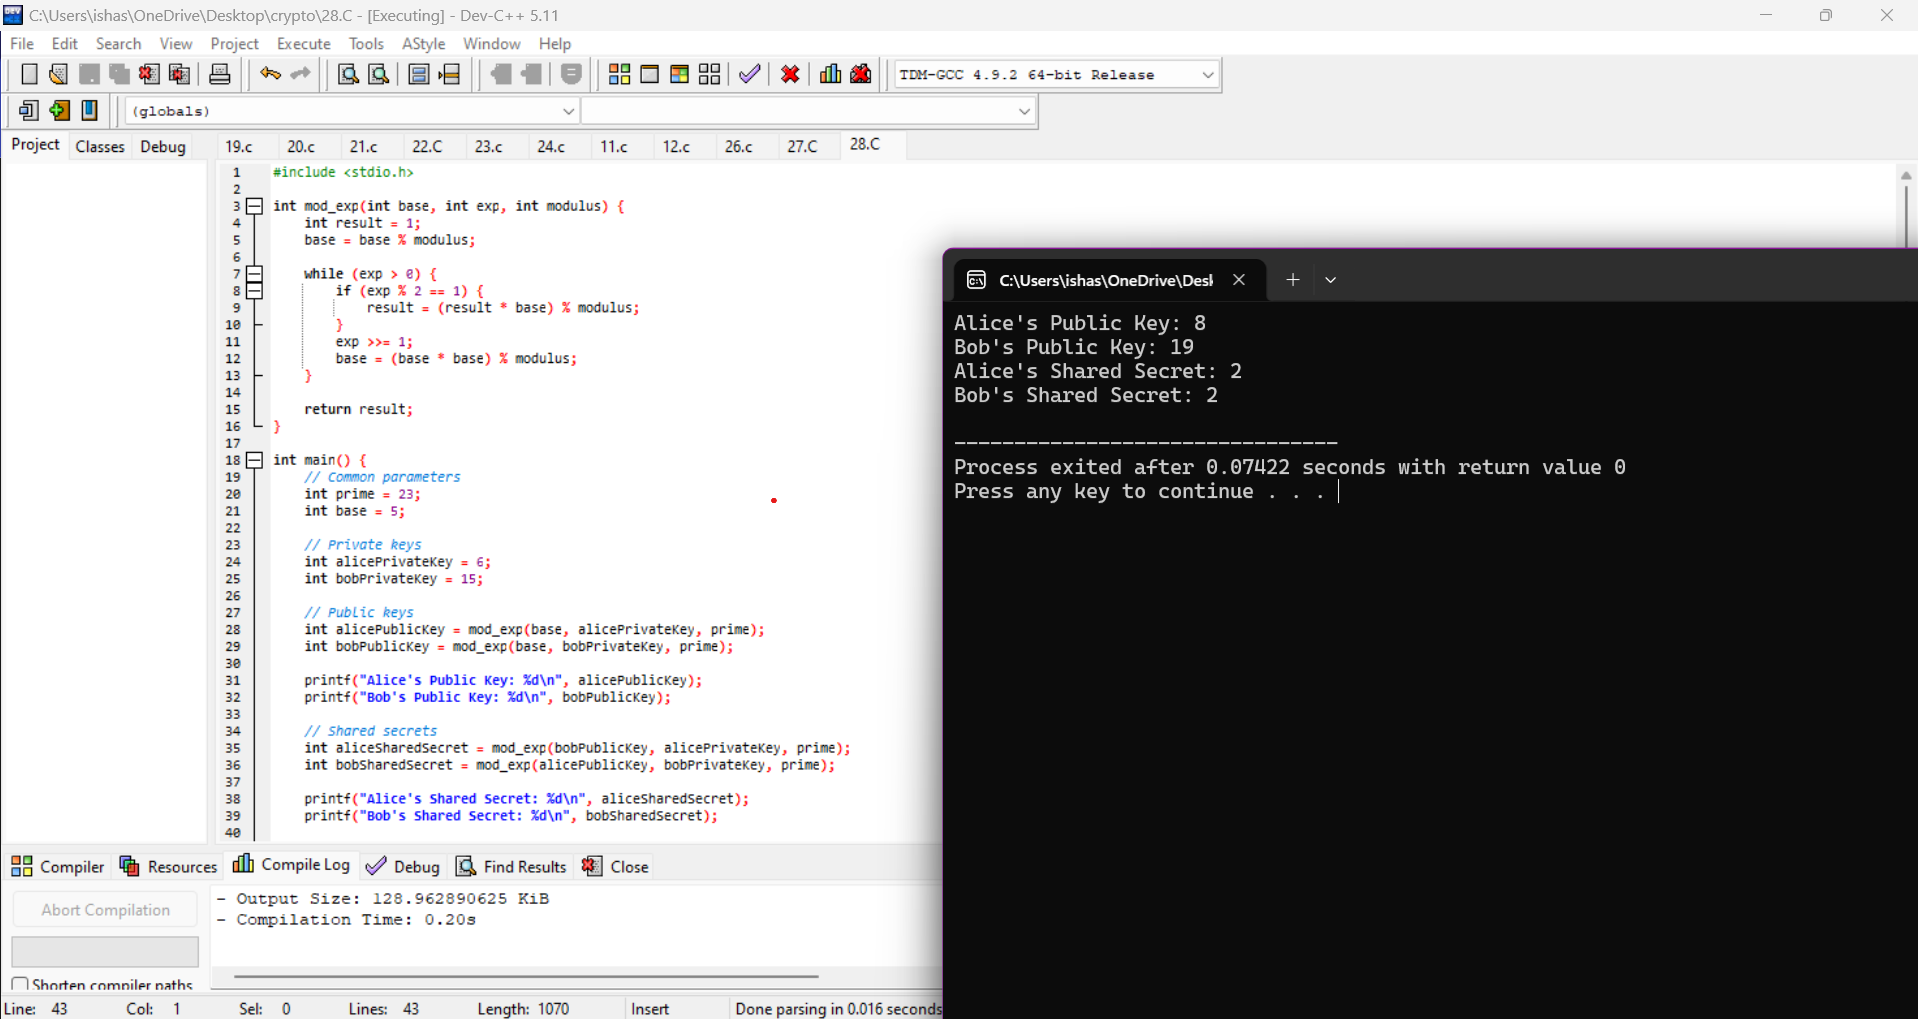 C:\Users\ishas\OneDrive\Desktop\crypto\28.C - [Executing] - Dev-C++ 5.11
File Edit Search View Project Execute Tools AStyle Window Help
TDM-GCC 4.9.2 64-bit Release
(globals)
Project Classes Debug 19.c 20.c 21.c 22.C 23.c 24.c 11.c 12.c 26.c 27.C 28.C
1 #include <stdio.h>
2
3 int mod_exp(int base, int exp, int modulus) {
4 int result = 1;
5 base = base % modulus;
6
7 while (exp > 0) {
8 if (exp % 2 == 1) {
9 result = (result * base) % modulus;
10 }
11 exp >>= 1;
12 base = (base * base) % modulus;
13 }
14
15 return result;
16 }
17
18 int main() {
19 // Common parameters
20 int prime = 23;
21 int base = 5;
22
23 // Private keys
24 int alicePrivateKey = 6;
25 int bobPrivateKey = 15;
26
27 // Public keys
28 int alicePublicKey = mod_exp(base, alicePrivateKey, prime);
29 int bobPublicKey = mod_exp(base, bobPrivateKey, prime);
30
31 printf("Alice's Public Key: %d\n", alicePublicKey);
32 printf("Bob's Public Key: %d\n", bobPublicKey);
33
34 // Shared secrets
35 int aliceSharedSecret = mod_exp(bobPublicKey, alicePrivateKey, prime);
36 int bobSharedSecret = mod_exp(alicePublicKey, bobPrivateKey, prime);
37
38 printf("Alice's Shared Secret: %d\n", aliceSharedSecret);
39 printf("Bob's Shared Secret: %d\n", bobSharedSecret);
40
C:\Users\ishas\OneDrive\Desk
Alice's Public Key: 8
Bob's Public Key: 19
Alice's Shared Secret: 2
Bob's Shared Secret: 2
--------------------------------
Process exited after 0.07422 seconds with return value 0
Press any key to continue . . .
Compiler Resources Compile Log Debug Find Results Close
Abort Compilation
- Output Size: 128.962890625 KiB
- Compilation Time: 0.20s
Shorten compiler paths
Line: 43 Col: 1 Sel: 0 Lines: 43 Length: 1070 Insert Done parsing in 0.016 seconds